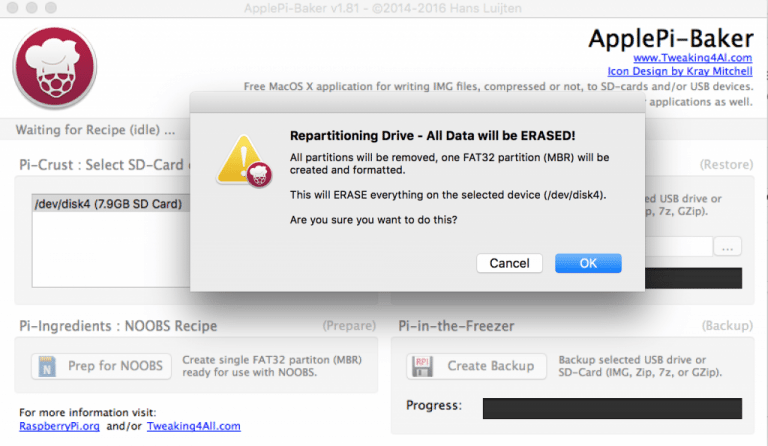 ApplePi-Baker v1.81 - ©2014-2016 Hans Luijten
ApplePi-Baker
www.Tweaking4All.com
Icon Design by Kray Mitchell
Free MacOS X application for writing IMG files, compressed or not, to SD-cards and/or USB devices.
applications as well.
Waiting for Recipe (idle) ...
Repartitioning Drive - All Data will be ERASED!
All partitions will be removed, one FAT32 partition (MBR) will be
created and formatted.
This will ERASE everything on the selected device (/dev/disk4).
Are you sure you want to do this?
Cancel
OK
Pi-Crust : Select SD-Card
/dev/disk4 (7.9GB SD Card)
(Restore)
ed USB drive or
ip, 7z, GZip).
...
Pi-Ingredients : NOOBS Recipe
(Prepare)
N
Prep for NOOBS
Create single FAT32 partiton (MBR)
ready for use with NOOBS.
Pi-in-the-Freezer
(Backup)
RPi
Create Backup
Backup selected USB drive or
SD-Card (IMG, Zip, 7z, or GZip).
Progress:
For more information visit:
RaspberryPi.org and/or Tweaking4All.com